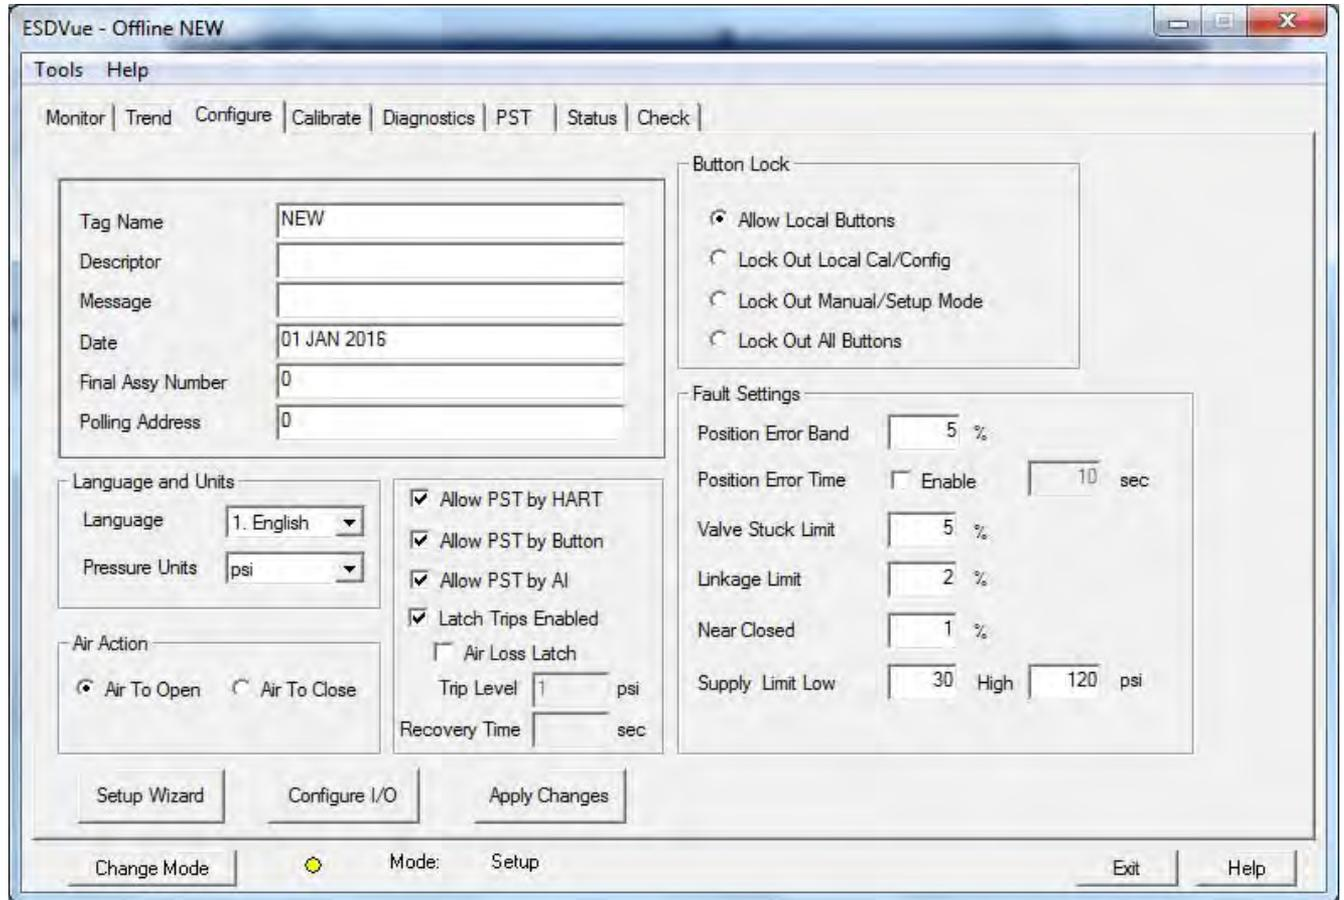 ESDVue - Offline NEW
Tools Help
Monitor Trend Configure Calibrate Diagnostics PST Status Check
Tag Name NEW
Descriptor
Message
Date 01 JAN 2016
Final Assy Number 0
Polling Address 0
Button Lock
Allow Local Buttons
Lock Out Local Cal/Config
Lock Out Manual/Setup Mode
Lock Out All Buttons
Language and Units
Language 1. English
Pressure Units psi
Air Action
Air To Open Air To Close
Allow PST by HART
Allow PST by Button
Allow PST by AI
Latch Trips Enabled
Air Loss Latch
Trip Level 1 psi
Recovery Time sec
Fault Settings
Position Error Band 5 %
Position Error Time Enable 10 sec
Valve Stuck Limit 5 %
Linkage Limit 2 %
Near Closed 1 %
Supply Limit Low 30 High 120 psi
Setup Wizard Configure I/O Apply Changes
Change Mode Mode: Setup Exit Help